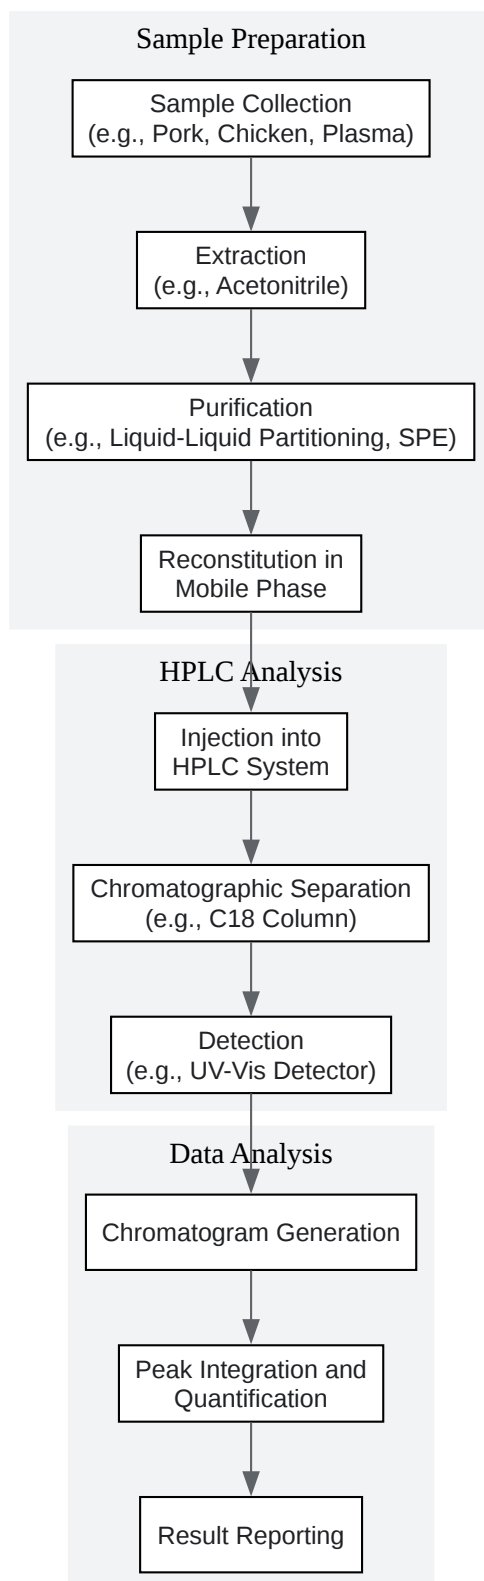 Sample Preparation
Sample Collection
(e.g., Pork, Chicken, Plasma)
Extraction
(e.g., Acetonitrile)
Purification
(e.g., Liquid-Liquid Partitioning, SPE)
Reconstitution in
Mobile Phase
HPLC Analysis
Injection into
HPLC System
Chromatographic Separation
(e.g., C18 Column)
Detection
(e.g., UV-Vis Detector)
Data Analysis
Chromatogram Generation
Peak Integration and
Quantification
Result Reporting